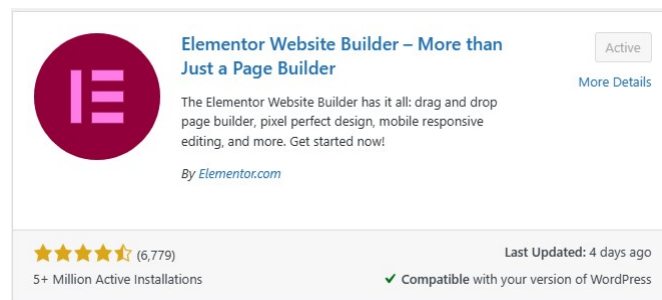 Elementor Website Builder – More than
Just a Page Builder
Active
More Details
The Elementor Website Builder has it all: drag and drop
page builder, pixel perfect design, mobile responsive
editing, and more. Get started now!
By Elementor.com
(6,779)
Last Updated: 4 days ago
5+ Million Active Installations
Compatible with your version of WordPress